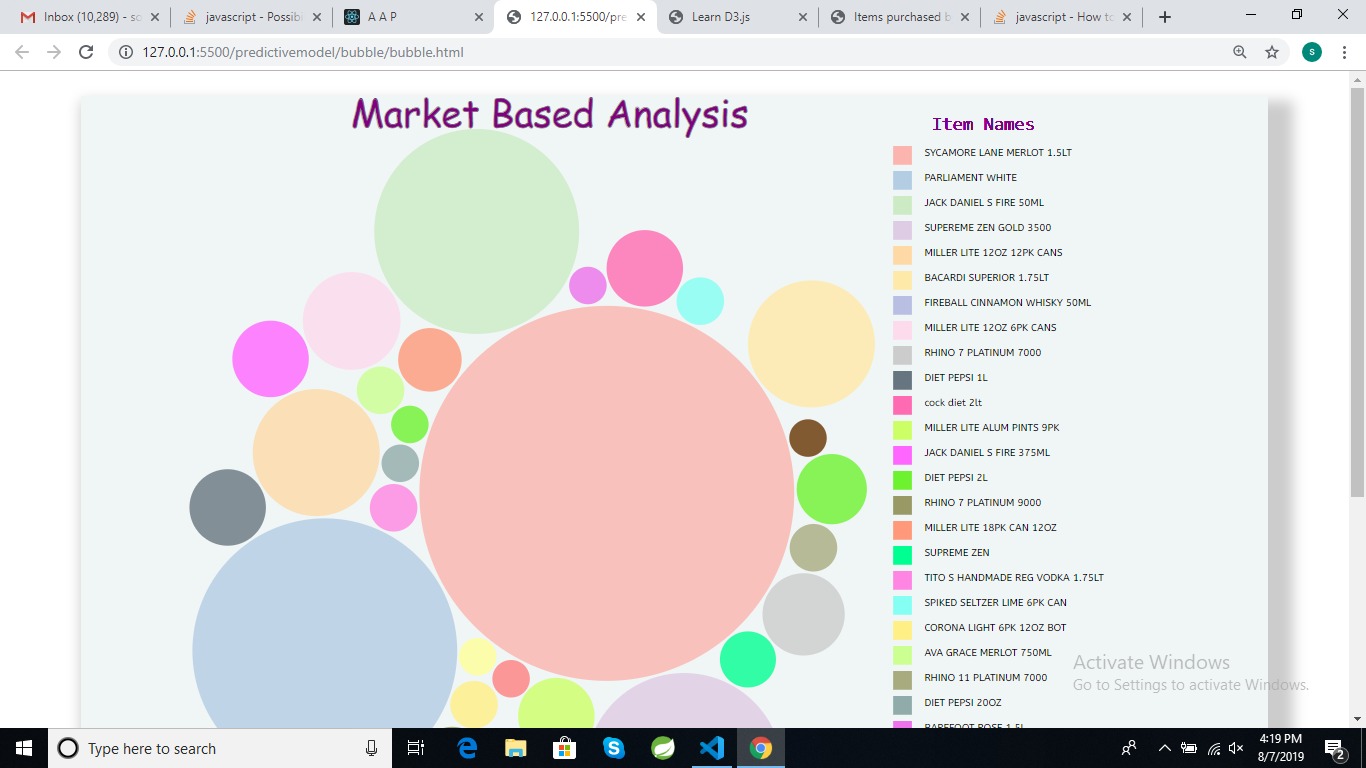 Inbox (10,289) - so
javascript - Possibi
A A P
127.0.0.1:5500/pre
Learn D3.js
Items purchased b
javascript - How to
127.0.0.1:5500/predictivemodel/bubble/bubble.html
S
Market Based Analysis
Item Names
SYCAMORE LANE MERLOT 1.5LT
PARLIAMENT WHITE
JACK DANIEL S FIRE 50ML
SUPEREME ZEN GOLD 3500
MILLER LITE 12OZ 12PK CANS
BACARDI SUPERIOR 1.75LT
FIREBALL CINNAMON WHISKY 50ML
MILLER LITE 12OZ 6PK CANS
RHINO 7 PLATINUM 7000
DIET PEPSI 1L
cock diet 2lt
MILLER LITE ALUM PINTS 9PK
JACK DANIEL S FIRE 375ML
DIET PEPSI 2L
RHINO 7 PLATINUM 9000
MILLER LITE 18PK CAN 12OZ
SUPREME ZEN
TITO S HANDMADE REG VODKA 1.75LT
SPIKED SELTZER LIME 6PK CAN
CORONA LIGHT 6PK 12OZ BOT
AVA GRACE MERLOT 750ML
RHINO 11 PLATINUM 7000
DIET PEPSI 20OZ
BAREFOOT ROSE 1.5L
Activate Windows
Go to Settings to activate Windows.
Type here to search
4:19 PM
8/7/2019
2